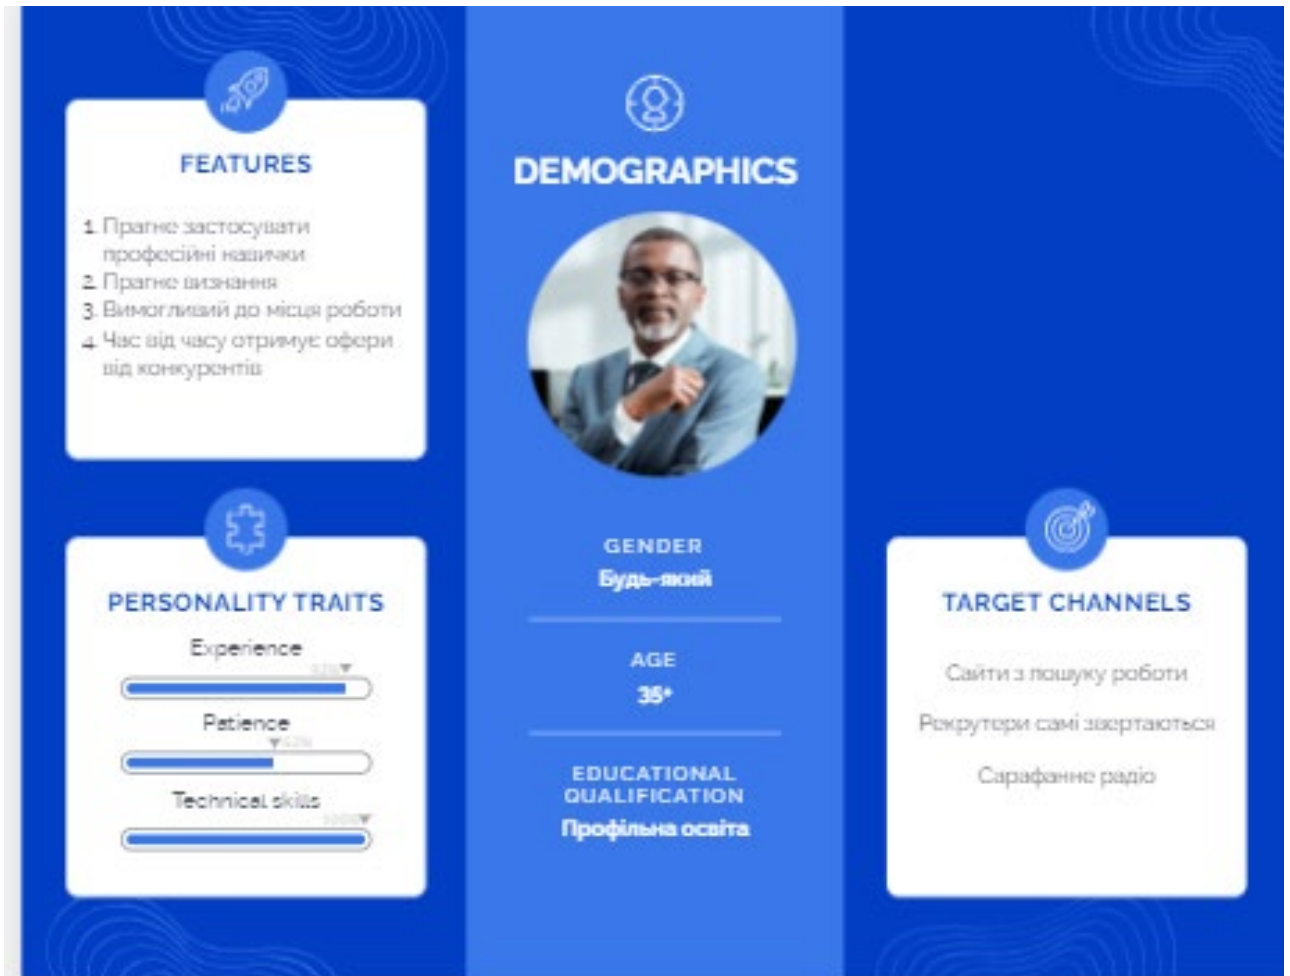 FEATURES
1. Прагне застосувати
професійні навички
2. Прагне визнання
3. Вимогливий до місця роботи
4. Час від часу отримує офери
від конкурентів
PERSONALITY TRAITS
Experience
Patience
Technical skills
100%
DEMOGRAPHICS
GENDER
Будь-який
AGE
35+
EDUCATIONAL
QUALIFICATION
Профільна освіта
TARGET CHANNELS
Сайти з пошуку роботи
Рекрутери самі звертаються
Сарафанне радіо